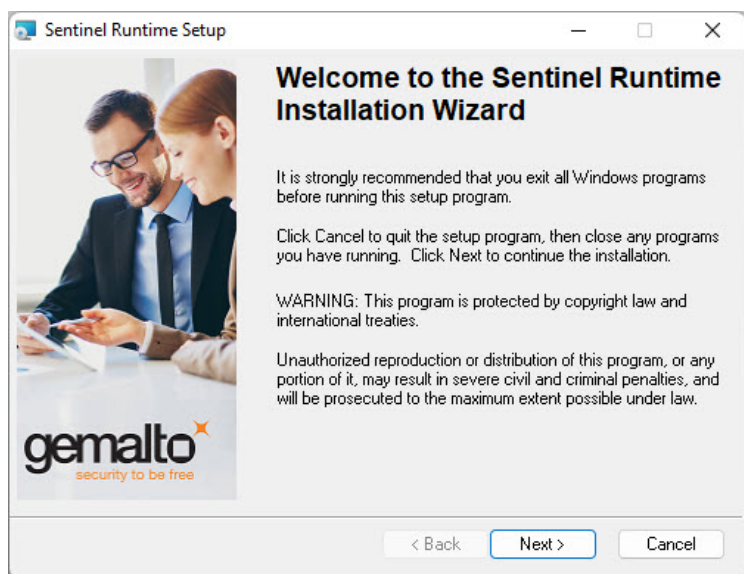 Sentinel Runtime Setup
Welcome to the Sentinel Runtime
Installation Wizard
It is strongly recommended that you exit all Windows programs
before running this setup program.
Click Cancel to quit the setup program, then close any programs
you have running.  Click Next to continue the installation.
WARNING: This program is protected by copyright law and
international treaties.
Unauthorized reproduction or distribution of this program, or any
portion of it, may result in severe civil and criminal penalties, and
will be prosecuted to the maximum extent possible under law.
gemalto
security to be free
< Back
Next >
Cancel